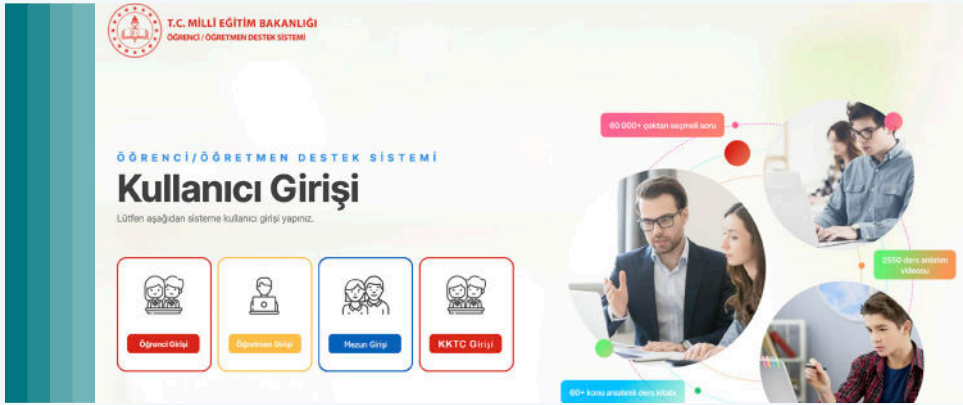 T.C. MİLLÎ EĞİTİM BAKANLIĞI
ÖĞRENCİ / ÖĞRETMEN DESTEK SİSTEMİ
60 000+ çoktan seçmeli soru
ÖĞRENCİ/ÖĞRETMEN DESTEK SİSTEMİ
Kullanıcı Girişi
Lütfen aşağıdan sisteme kullanıcı girişi yapınız.
2550 ders anlatım
videosu
Öğrenci Girişi
Öğretmen Girişi
Mezun Girişi
KKTC Girişi
60+ konu anlatımlı ders kitabı